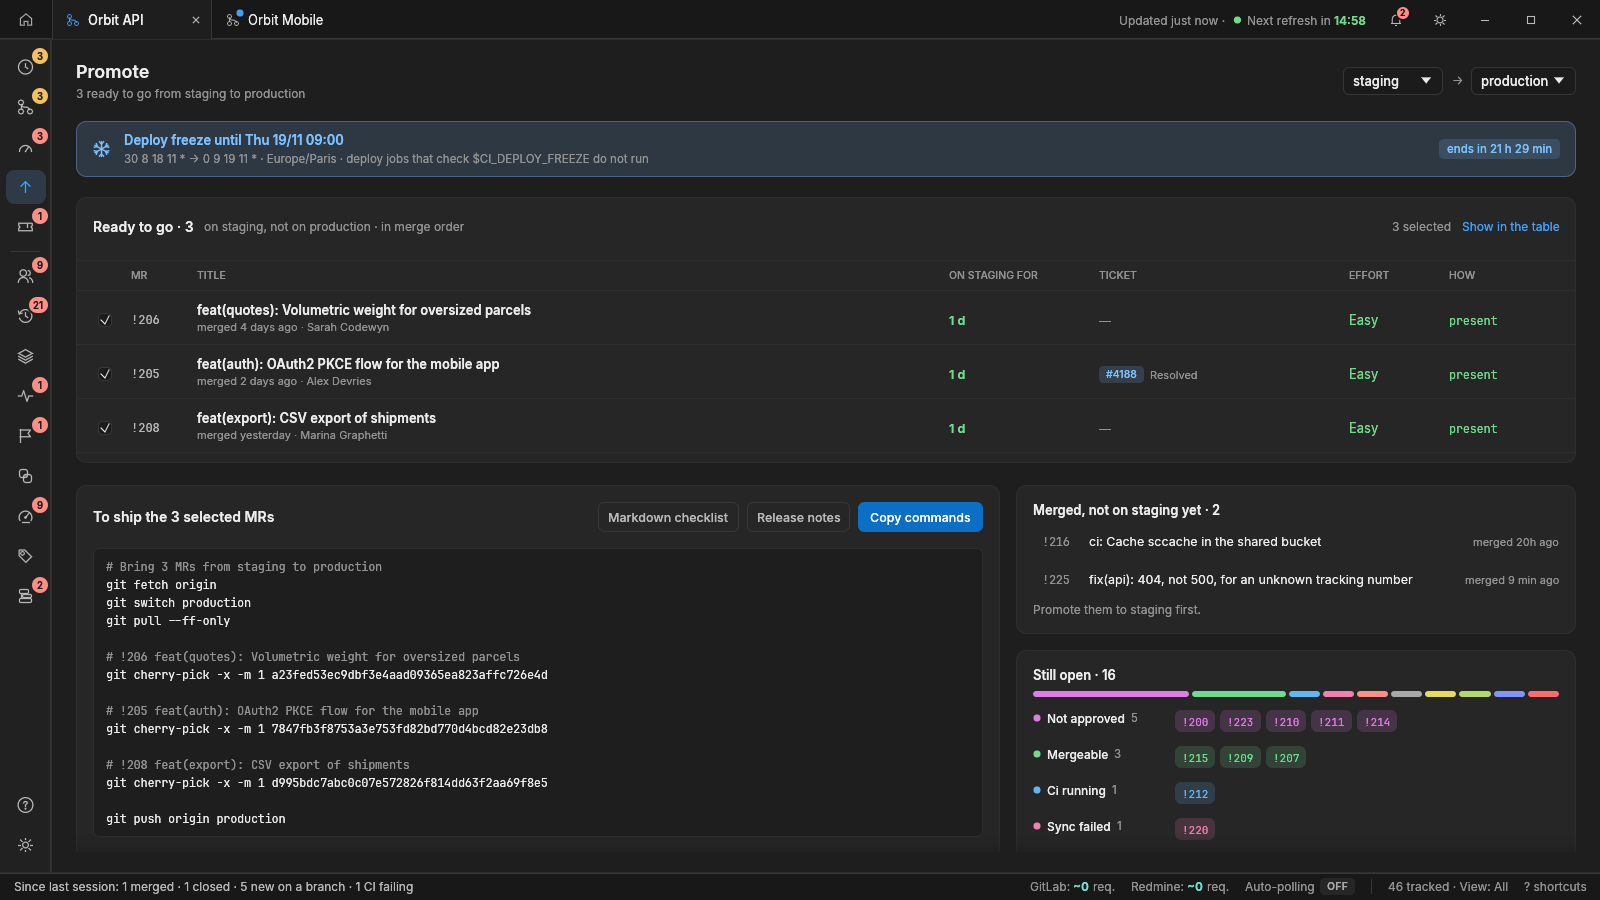 Orbit API
Orbit Mobile
Updated just now · Next refresh in 14:58
2
3
3
3
1
9
21
1
1
9
2
Promote
3 ready to go from staging to production
staging → production
Deploy freeze until Thu 19/11 09:00
30 8 18 11 * → 0 9 19 11 * · Europe/Paris · deploy jobs that check $CI_DEPLOY_FREEZE do not run
ends in 21 h 29 min
Ready to go · 3 on staging, not on production · in merge order
3 selected Show in the table
MR TITLE ON STAGING FOR TICKET EFFORT HOW
!206 feat(quotes): Volumetric weight for oversized parcels 1 d — Easy present
merged 4 days ago · Sarah Codewyn
!205 feat(auth): OAuth2 PKCE flow for the mobile app 1 d #4188 Resolved Easy present
merged 2 days ago · Alex Devries
!208 feat(export): CSV export of shipments 1 d — Easy present
merged yesterday · Marina Graphetti
To ship the 3 selected MRs
Markdown checklist Release notes Copy commands
# Bring 3 MRs from staging to production
git fetch origin
git switch production
git pull --ff-only
# !206 feat(quotes): Volumetric weight for oversized parcels
git cherry-pick -x -m 1 a23fed53ec9dbf3e4aad09365ea823affc726e4d
# !205 feat(auth): OAuth2 PKCE flow for the mobile app
git cherry-pick -x -m 1 7847fb3f8753a3e753fd82bd770d4bcd82e23db8
# !208 feat(export): CSV export of shipments
git cherry-pick -x -m 1 d995bdc7abc0c07e572826f814dd63f2aa69f8e5
git push origin production
Merged, not on staging yet · 2
!216 ci: Cache sccache in the shared bucket merged 20h ago
!225 fix(api): 404, not 500, for an unknown tracking number merged 9 min ago
Promote them to staging first.
Still open · 16
Not approved 5 !200 !223 !210 !211 !214
Mergeable 3 !215 !209 !207
Ci running 1 !212
Sync failed 1 !220
Since last session: 1 merged · 1 closed · 5 new on a branch · 1 CI failing
GitLab: ~0 req. Redmine: ~0 req. Auto-polling OFF 46 tracked · View: All ? shortcuts